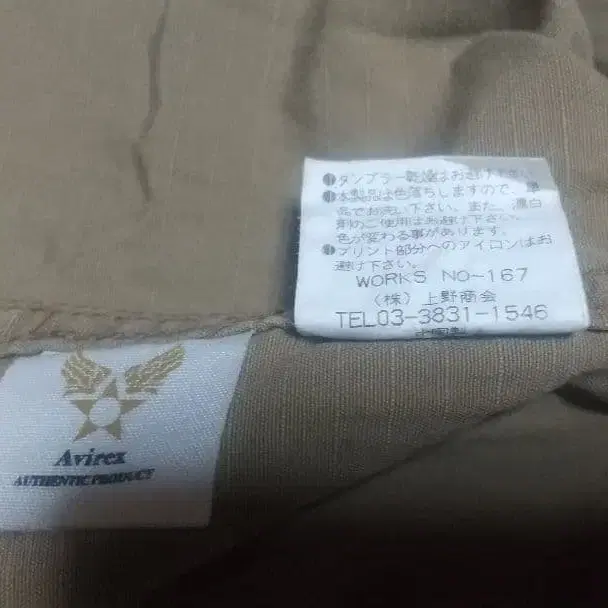 ●タンブラー乾燥はお避け下さい。
●本製品は色落ちしますので、単
品でお洗い下さい。また、漂白
剤のご使用はお避け下さい。
色が変わる事があります。
●プリント部分へのアイロンはお
避け下さい。
WORKS NO-167
(株)上野商会
TEL03-3831-1546
中国製
Avirex
AUTHENTIC PRODUCT